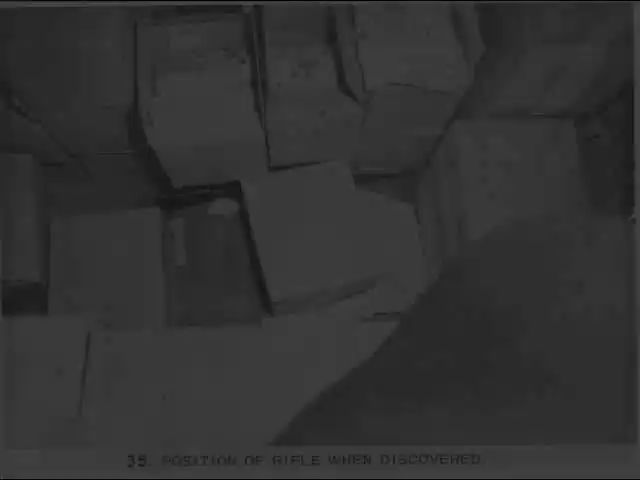 35. POSITION OF RIFLE WHEN DISCOVERED.